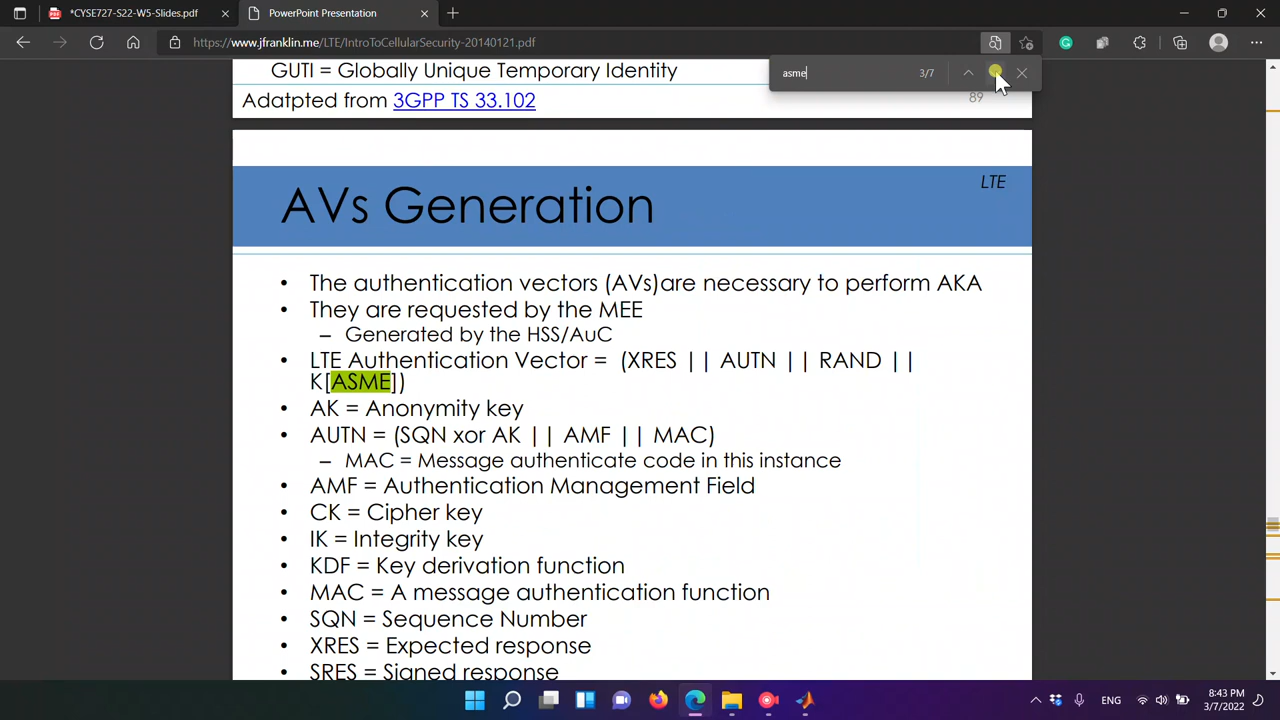 *CYSE727-S22-W5-Slides.pdf
PowerPoint Presentation
https://www.jfranklin.me/LTE/IntroToCellularSecurity-20140121.pdf
asme
3/7
GUTI = Globally Unique Temporary Identity
Adatpted from 3GPP TS 33.102
89
LTE
AVs Generation
• The authentication vectors (AVs)are necessary to perform AKA
• They are requested by the MEE
– Generated by the HSS/AuC
• LTE Authentication Vector = (XRES || AUTN || RAND ||
K[ASME])
• AK = Anonymity key
• AUTN = (SQN xor AK || AMF || MAC)
– MAC = Message authenticate code in this instance
• AMF = Authentication Management Field
• CK = Cipher key
• IK = Integrity key
• KDF = Key derivation function
• MAC = A message authentication function
• SQN = Sequence Number
• XRES = Expected response
• SRES = Signed response
ENG
8:43 PM
3/7/2022